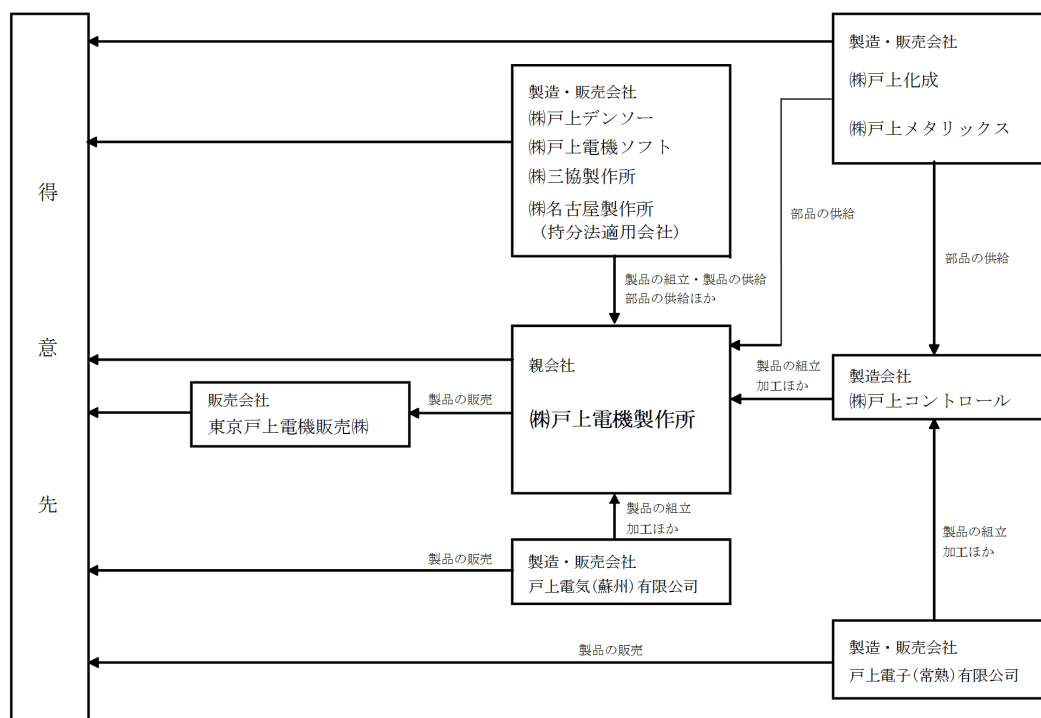 得
意
先
製造・販売会社
㈱戸上化成
㈱戸上メタリックス
製造・販売会社
㈱戸上デンソー
㈱戸上電機ソフト
㈱三協製作所
㈱名古屋製作所
(持分法適用会社)
部品の供給
部品の供給
製品の組立・製品の供給
部品の供給ほか
親会社
㈱戸上電機製作所
製品の組立
加工ほか
製造会社
㈱戸上コントロール
販売会社
東京戸上電機販売㈱
製品の販売
製品の組立
加工ほか
製品の組立
加工ほか
製品の販売
製造・販売会社
戸上電気(蘇州)有限公司
製品の販売
製造・販売会社
戸上電子(常熟)有限公司